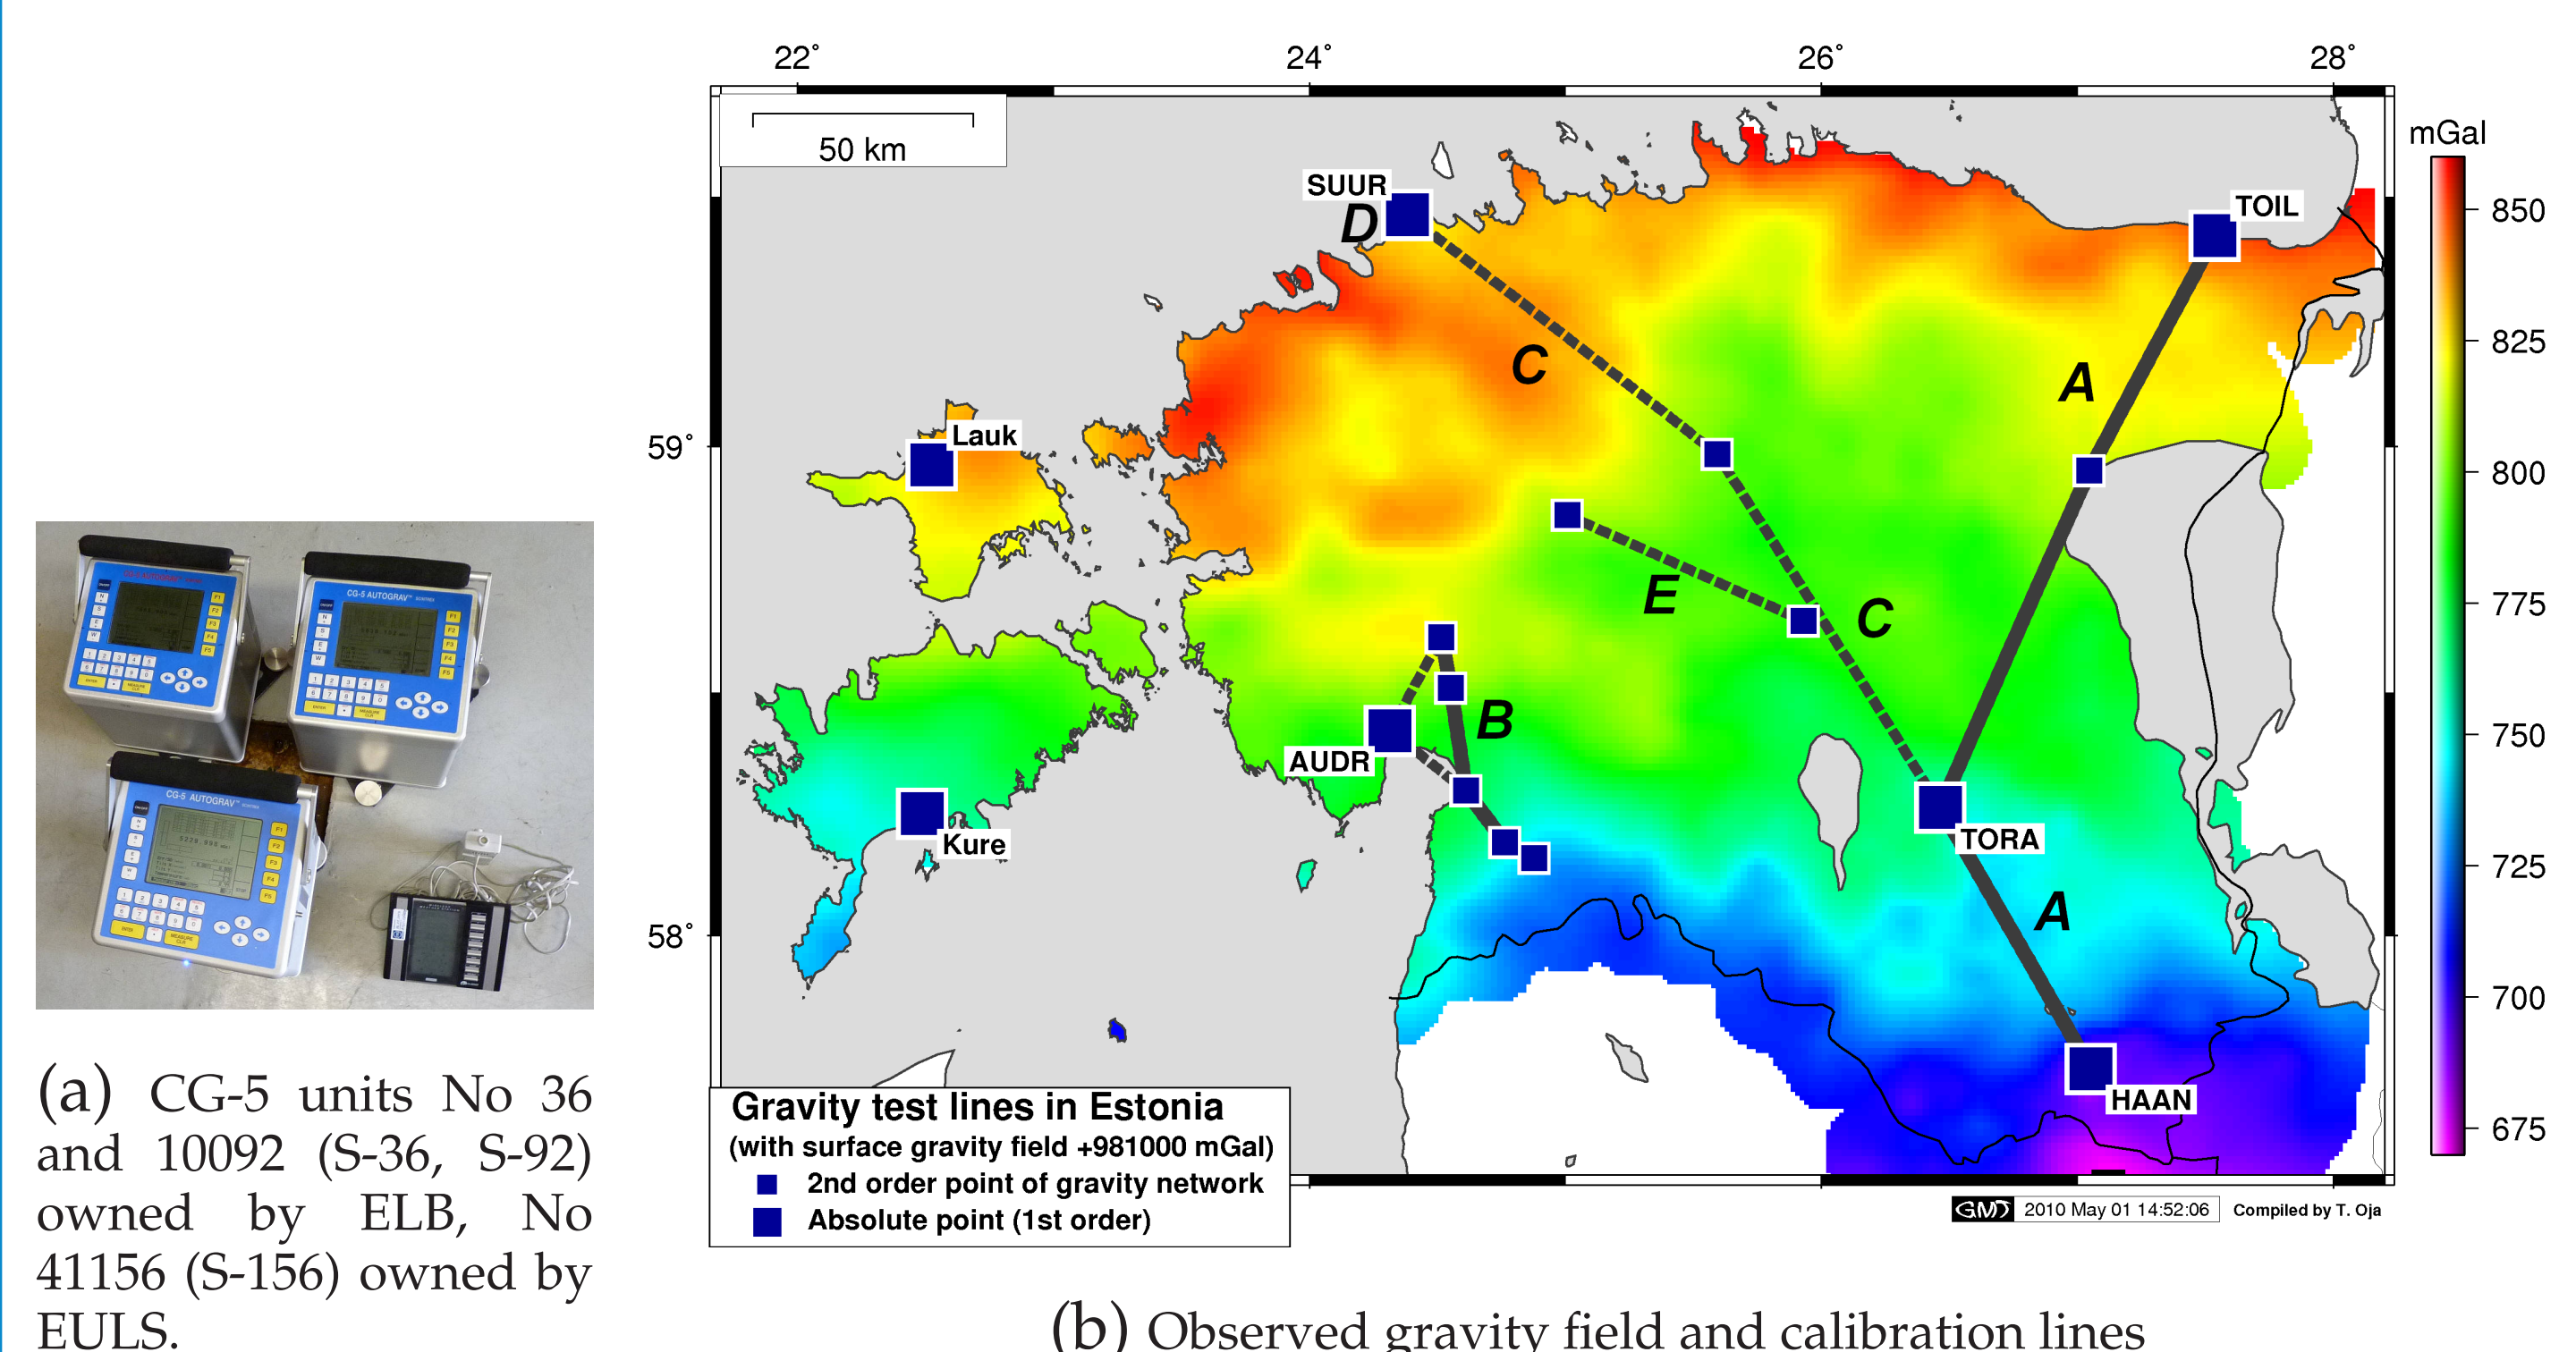 22°
24°
26°
28°
50 km
mGal
850
825
800
775
750
725
700
675
59°
58°
SUUR
D
TOIL
C
A
Lauk
E
C
B
AUDR
Kure
TORA
A
HAAN
Gravity test lines in Estonia
(with surface gravity field +981000 mGal)
2nd order point of gravity network
Absolute point (1st order)
GMT 2010 May 01 14:52:06 Compiled by T. Oja
CG-5 AUTOGRAV
CG-5 AUTOGRAV
CG-5 AUTOGRAV
(a) CG-5 units No 36
and 10092 (S-36, S-92)
owned by ELB, No
41156 (S-156) owned by
EULS.
(b) Observed gravity field and calibration lines